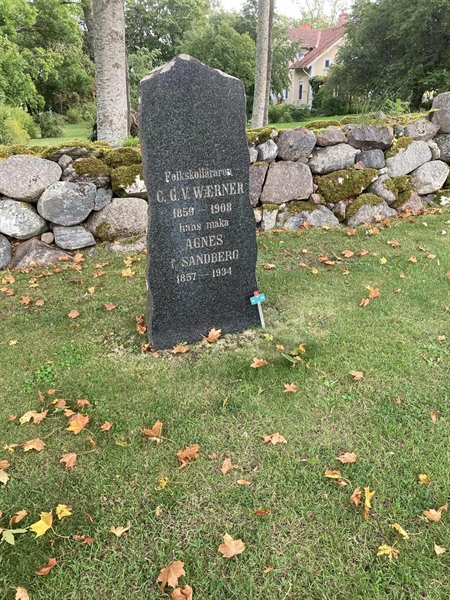 Folkskolläraren
C. G. V. WÆRNER
1859 — 1908
hans maka
AGNES
f. SANDBERG
1857 — 1934